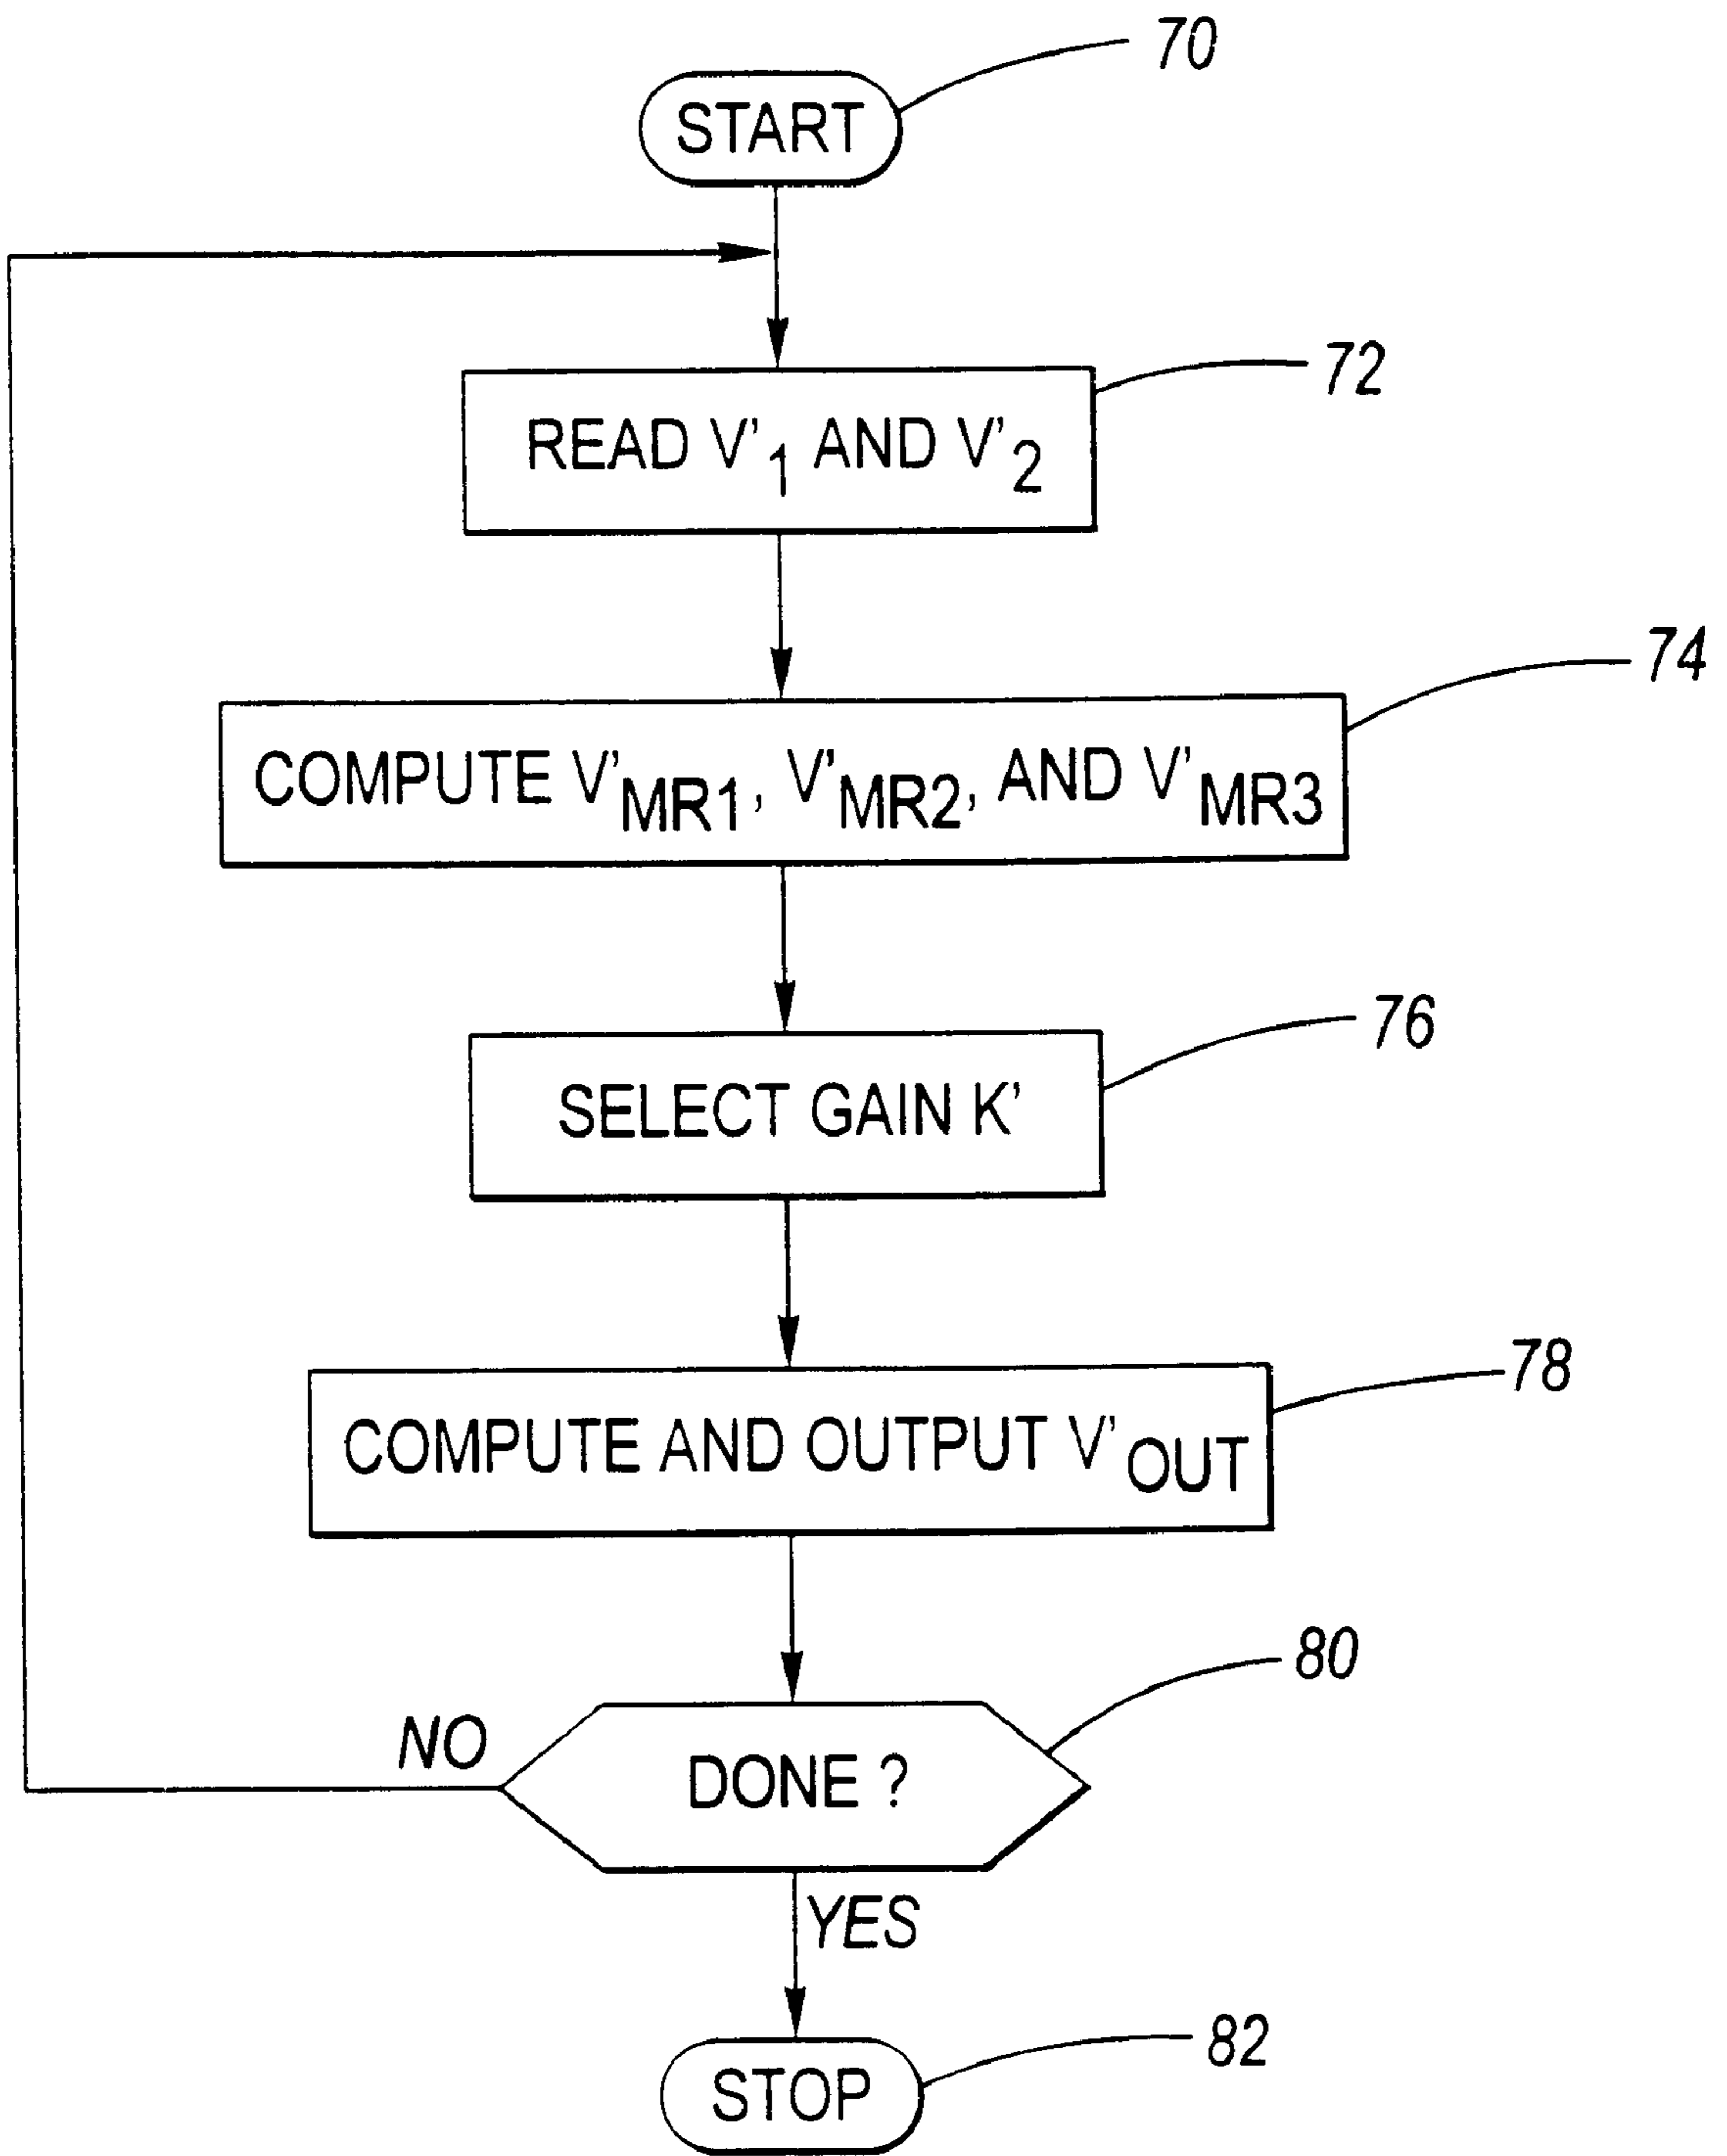 70
START
72
READ V'1 AND V'2
74
COMPUTE V'MR1, V'MR2, AND V'MR3
76
SELECT GAIN K'
78
COMPUTE AND OUTPUT V'OUT
80
NO
DONE ?
YES
82
STOP